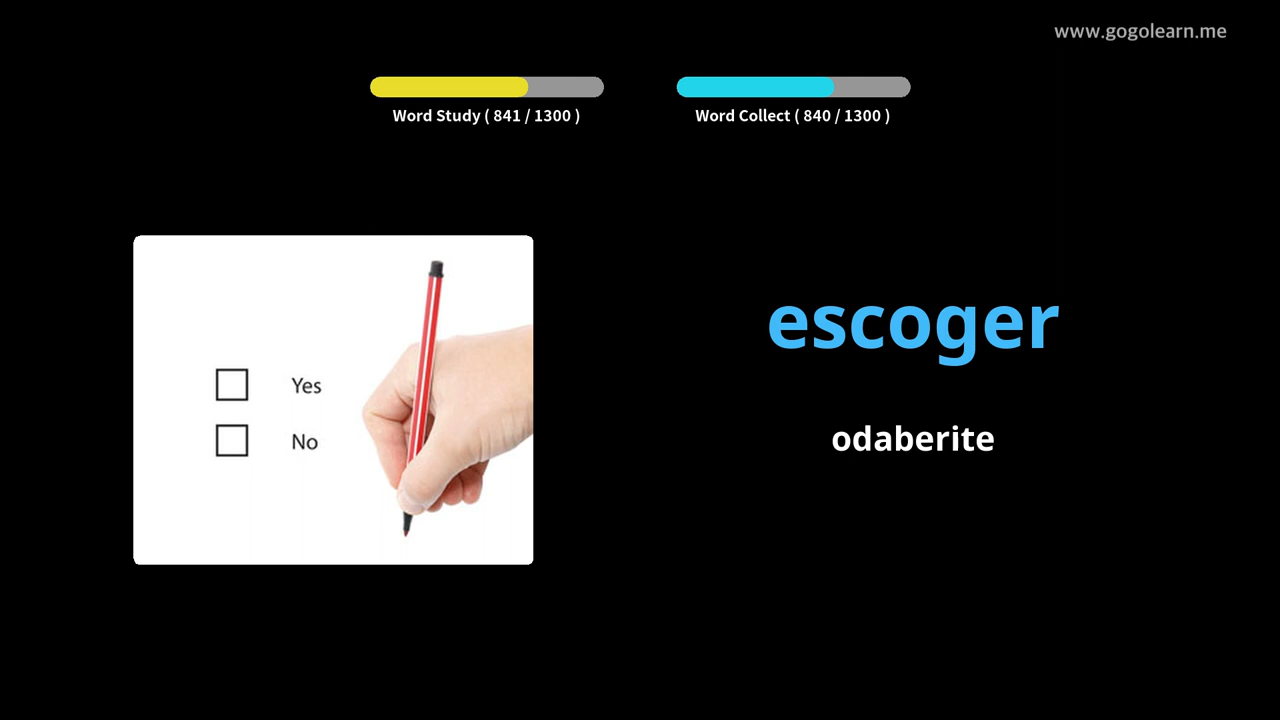 www.gogolearn.me
Word Study ( 841 / 1300 )
Word Collect ( 840 / 1300 )
Yes
No
escoger
odaberite